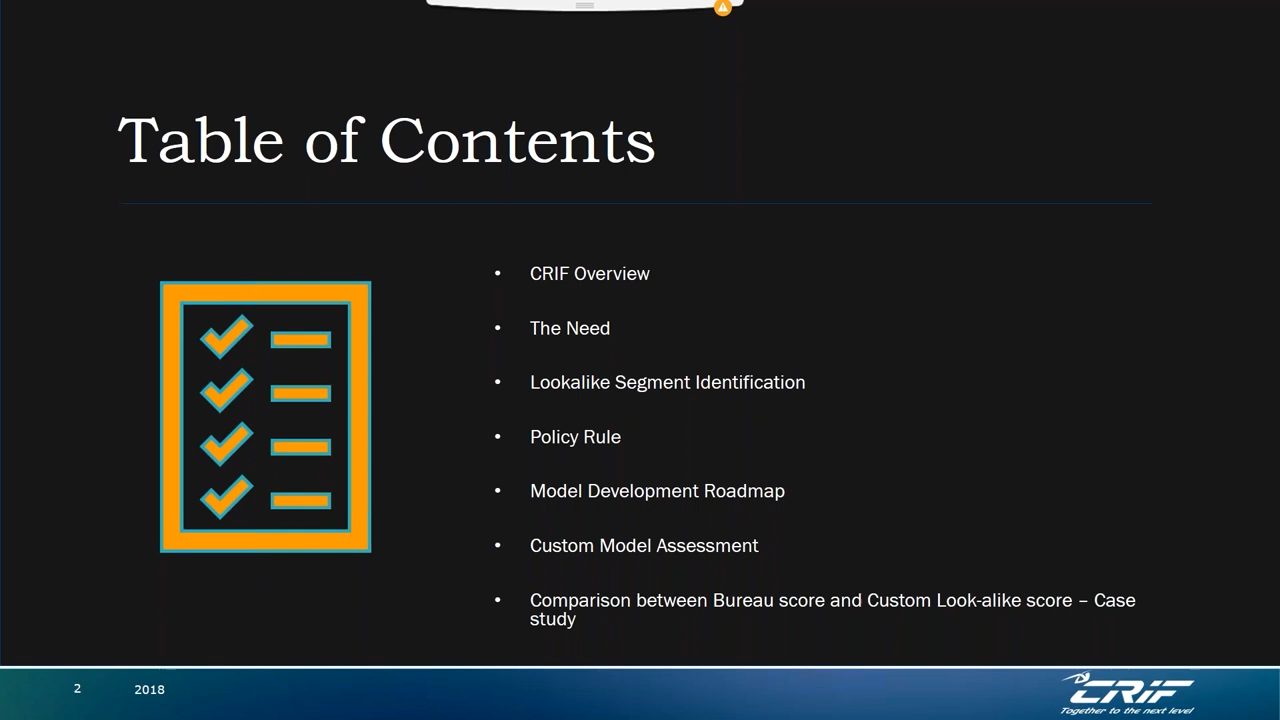 Table of Contents
• CRIF Overview
• The Need
• Lookalike Segment Identification
• Policy Rule
• Model Development Roadmap
• Custom Model Assessment
• Comparison between Bureau score and Custom Look-alike score – Case
study
2
2018
CRIF
Together to the next level